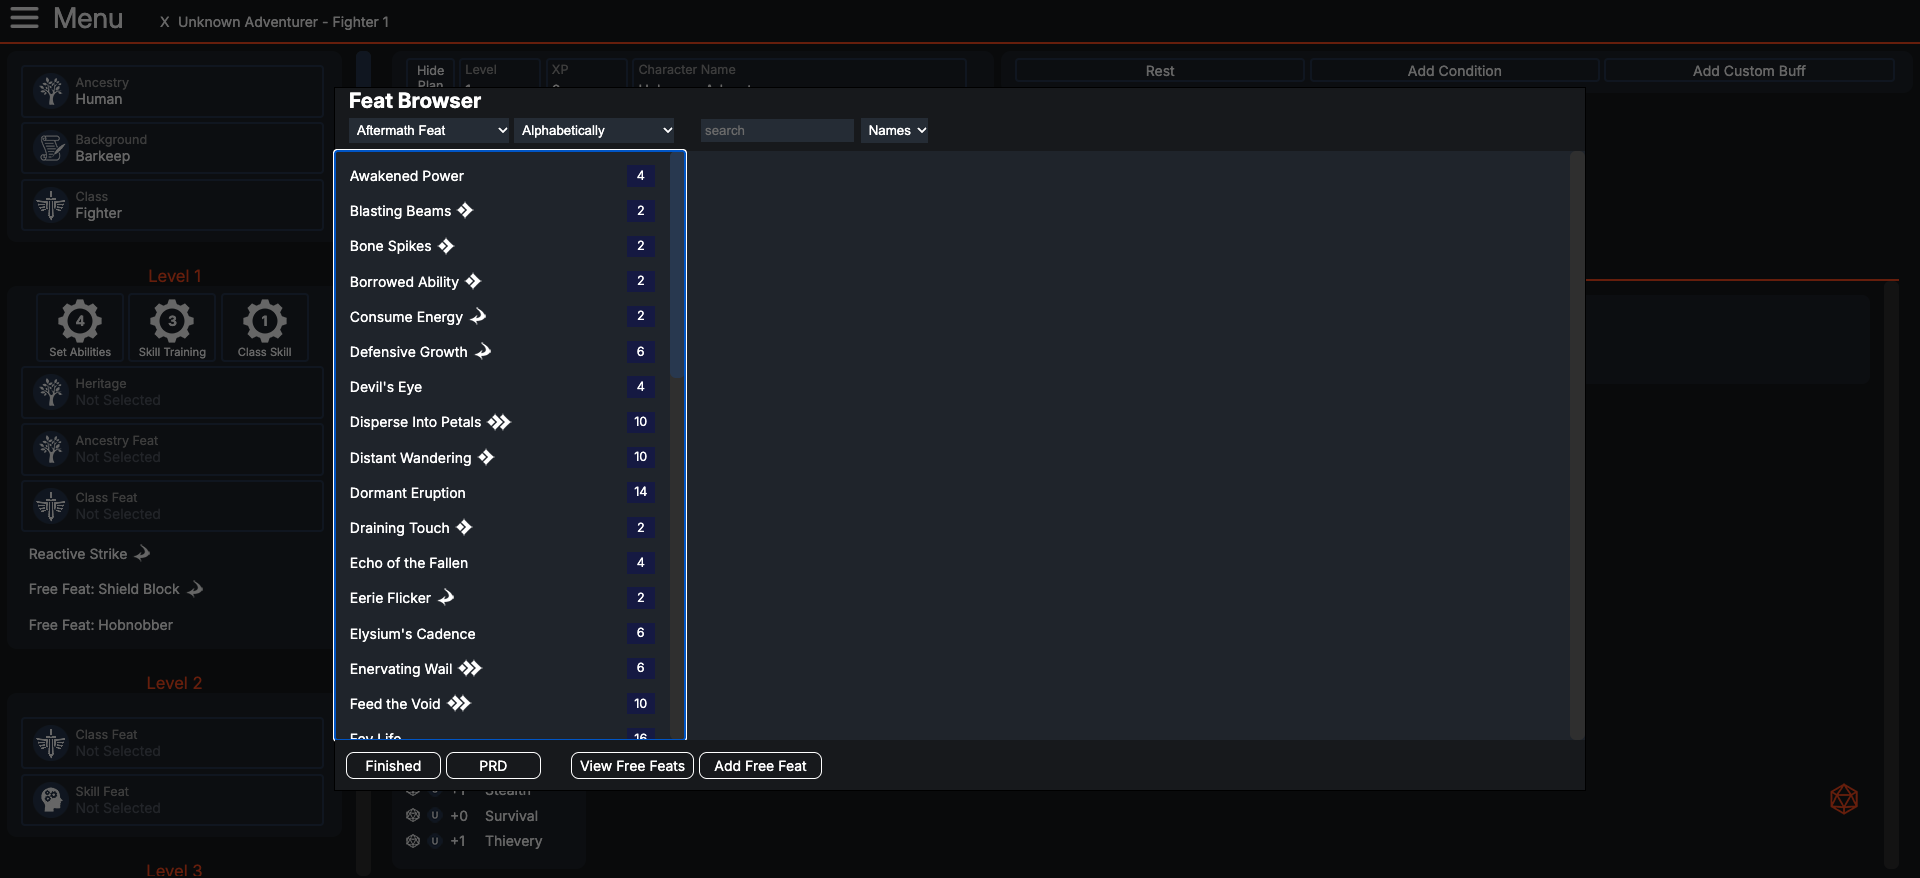 Menu
X Unknown Adventurer - Fighter 1
Ancestry
Human
Background
Barkeep
Class
Fighter
Level 1
4
Set Abilities
3
Skill Training
1
Class Skill
Heritage
Not Selected
Ancestry Feat
Not Selected
Class Feat
Not Selected
Reactive Strike
Free Feat: Shield Block
Free Feat: Hobnobber
Level 2
Class Feat
Not Selected
Skill Feat
Not Selected
Level 3
Hide
Plan
Level
XP
Character Name
Rest
Add Condition
Add Custom Buff
Feat Browser
Aftermath Feat
Alphabetically
search
Names
Awakened Power 4
Blasting Beams 2
Bone Spikes 2
Borrowed Ability 2
Consume Energy 2
Defensive Growth 6
Devil's Eye 4
Disperse Into Petals 10
Distant Wandering 10
Dormant Eruption 14
Draining Touch 2
Echo of the Fallen 4
Eerie Flicker 2
Elysium's Cadence 6
Enervating Wail 6
Feed the Void 10
Fey Life 16
Finished
PRD
View Free Feats
Add Free Feat
+1 Stealth
U +0 Survival
U +1 Thievery